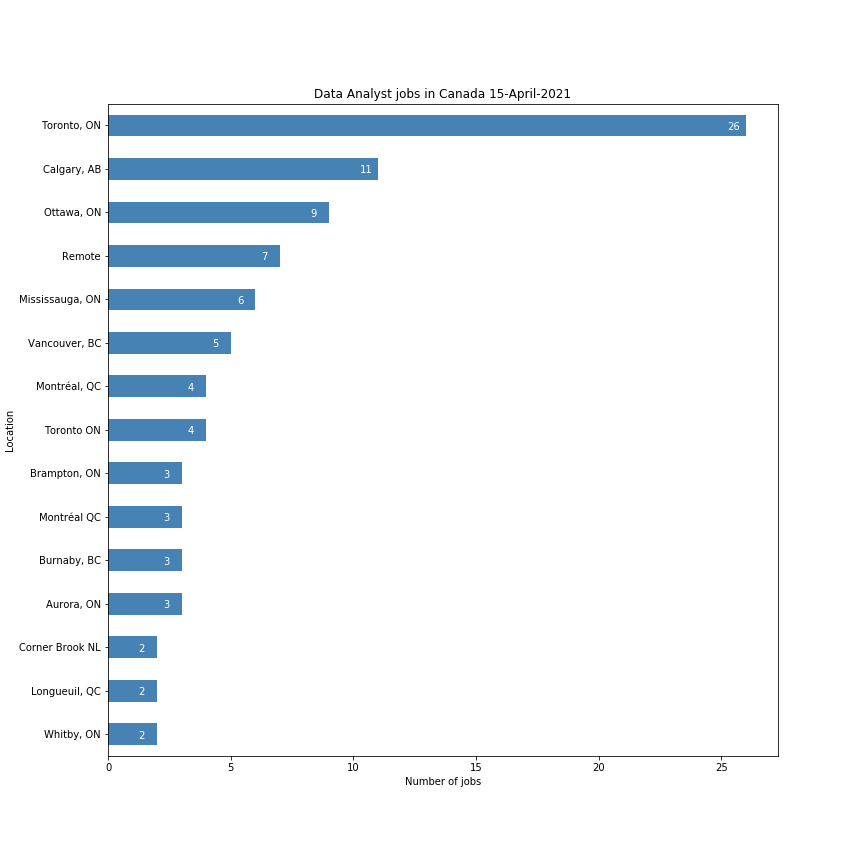 Data Analyst jobs in Canada 15-April-2021
Toronto, ON 26
Calgary, AB 11
Ottawa, ON 9
Remote 7
Mississauga, ON 6
Vancouver, BC 5
Montréal, QC 4
Toronto ON 4
Brampton, ON 3
Montréal QC 3
Burnaby, BC 3
Aurora, ON 3
Corner Brook NL 2
Longueuil, QC 2
Whitby, ON 2
Location
0 5 10 15 20 25
Number of jobs